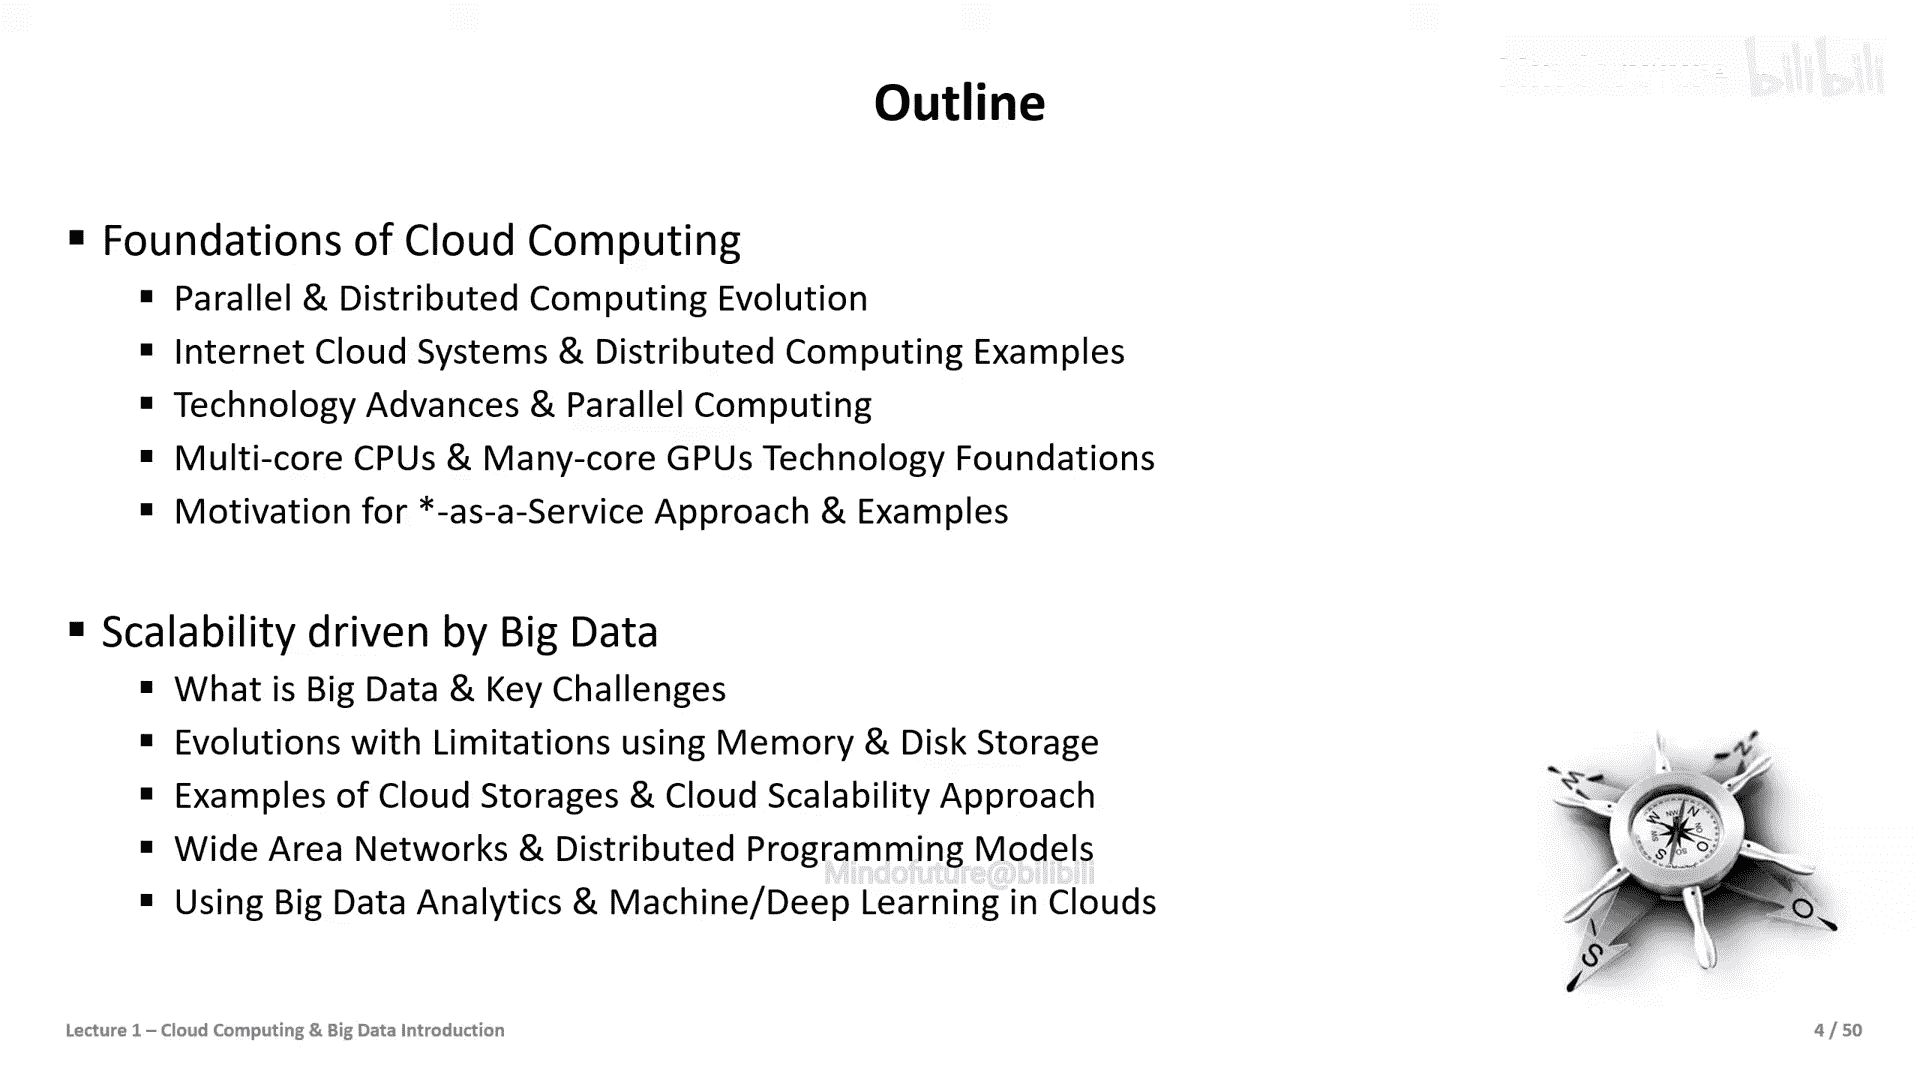 bilibili
Outline
▪ Foundations of Cloud Computing
▪ Parallel & Distributed Computing Evolution
▪ Internet Cloud Systems & Distributed Computing Examples
▪ Technology Advances & Parallel Computing
▪ Multi-core CPUs & Many-core GPUs Technology Foundations
▪ Motivation for *-as-a-Service Approach & Examples
▪ Scalability driven by Big Data
▪ What is Big Data & Key Challenges
▪ Evolutions with Limitations using Memory & Disk Storage
▪ Examples of Cloud Storages & Cloud Scalability Approach
▪ Wide Area Networks & Distributed Programming Models
Mindofuture@bilibili
▪ Using Big Data Analytics & Machine/Deep Learning in Clouds
N
W
S
O
Lecture 1 – Cloud Computing & Big Data Introduction
4 / 50